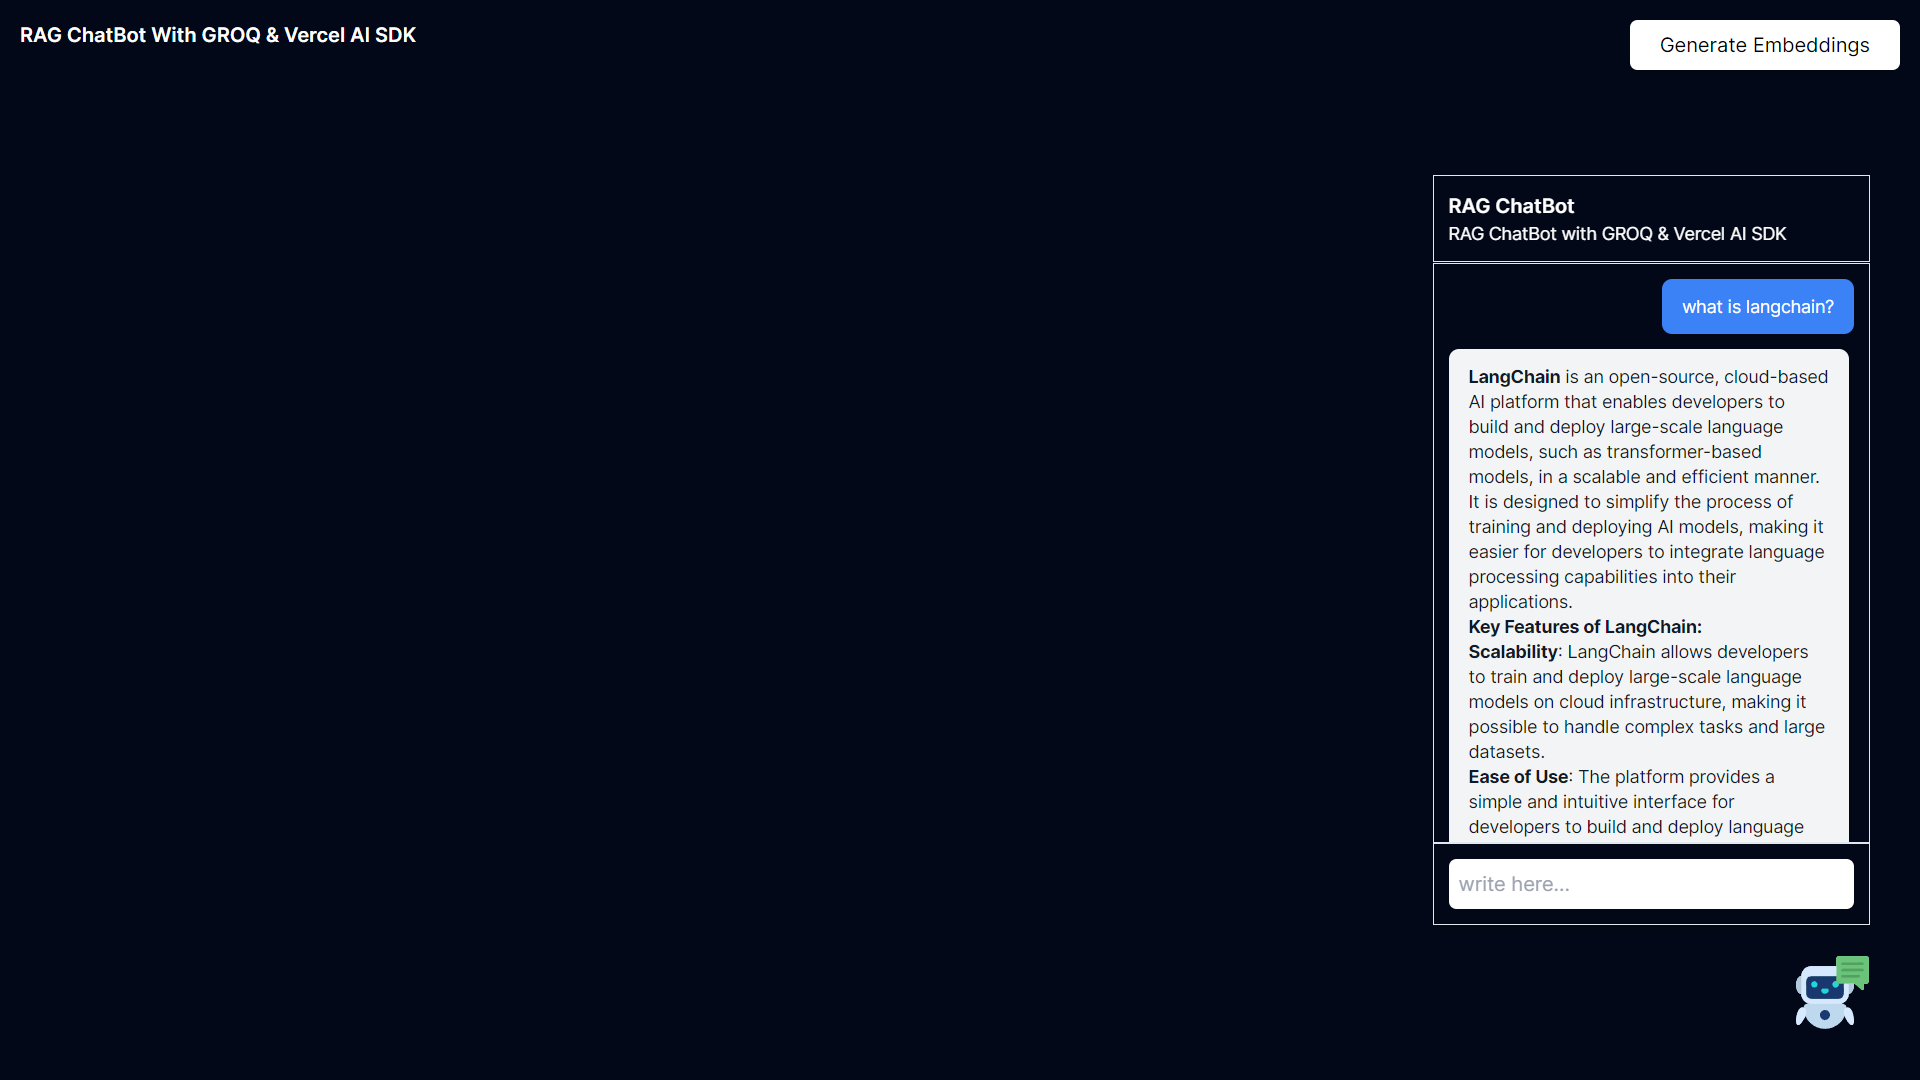 RAG ChatBot With GROQ & Vercel AI SDK
Generate Embeddings
RAG ChatBot
RAG ChatBot with GROQ & Vercel AI SDK
what is langchain?
LangChain is an open-source, cloud-based
AI platform that enables developers to
build and deploy large-scale language
models, such as transformer-based
models, in a scalable and efficient manner.
It is designed to simplify the process of
training and deploying AI models, making it
easier for developers to integrate language
processing capabilities into their
applications.
Key Features of LangChain:
Scalability: LangChain allows developers
to train and deploy large-scale language
models on cloud infrastructure, making it
possible to handle complex tasks and large
datasets.
Ease of Use: The platform provides a
simple and intuitive interface for
developers to build and deploy language
write here...